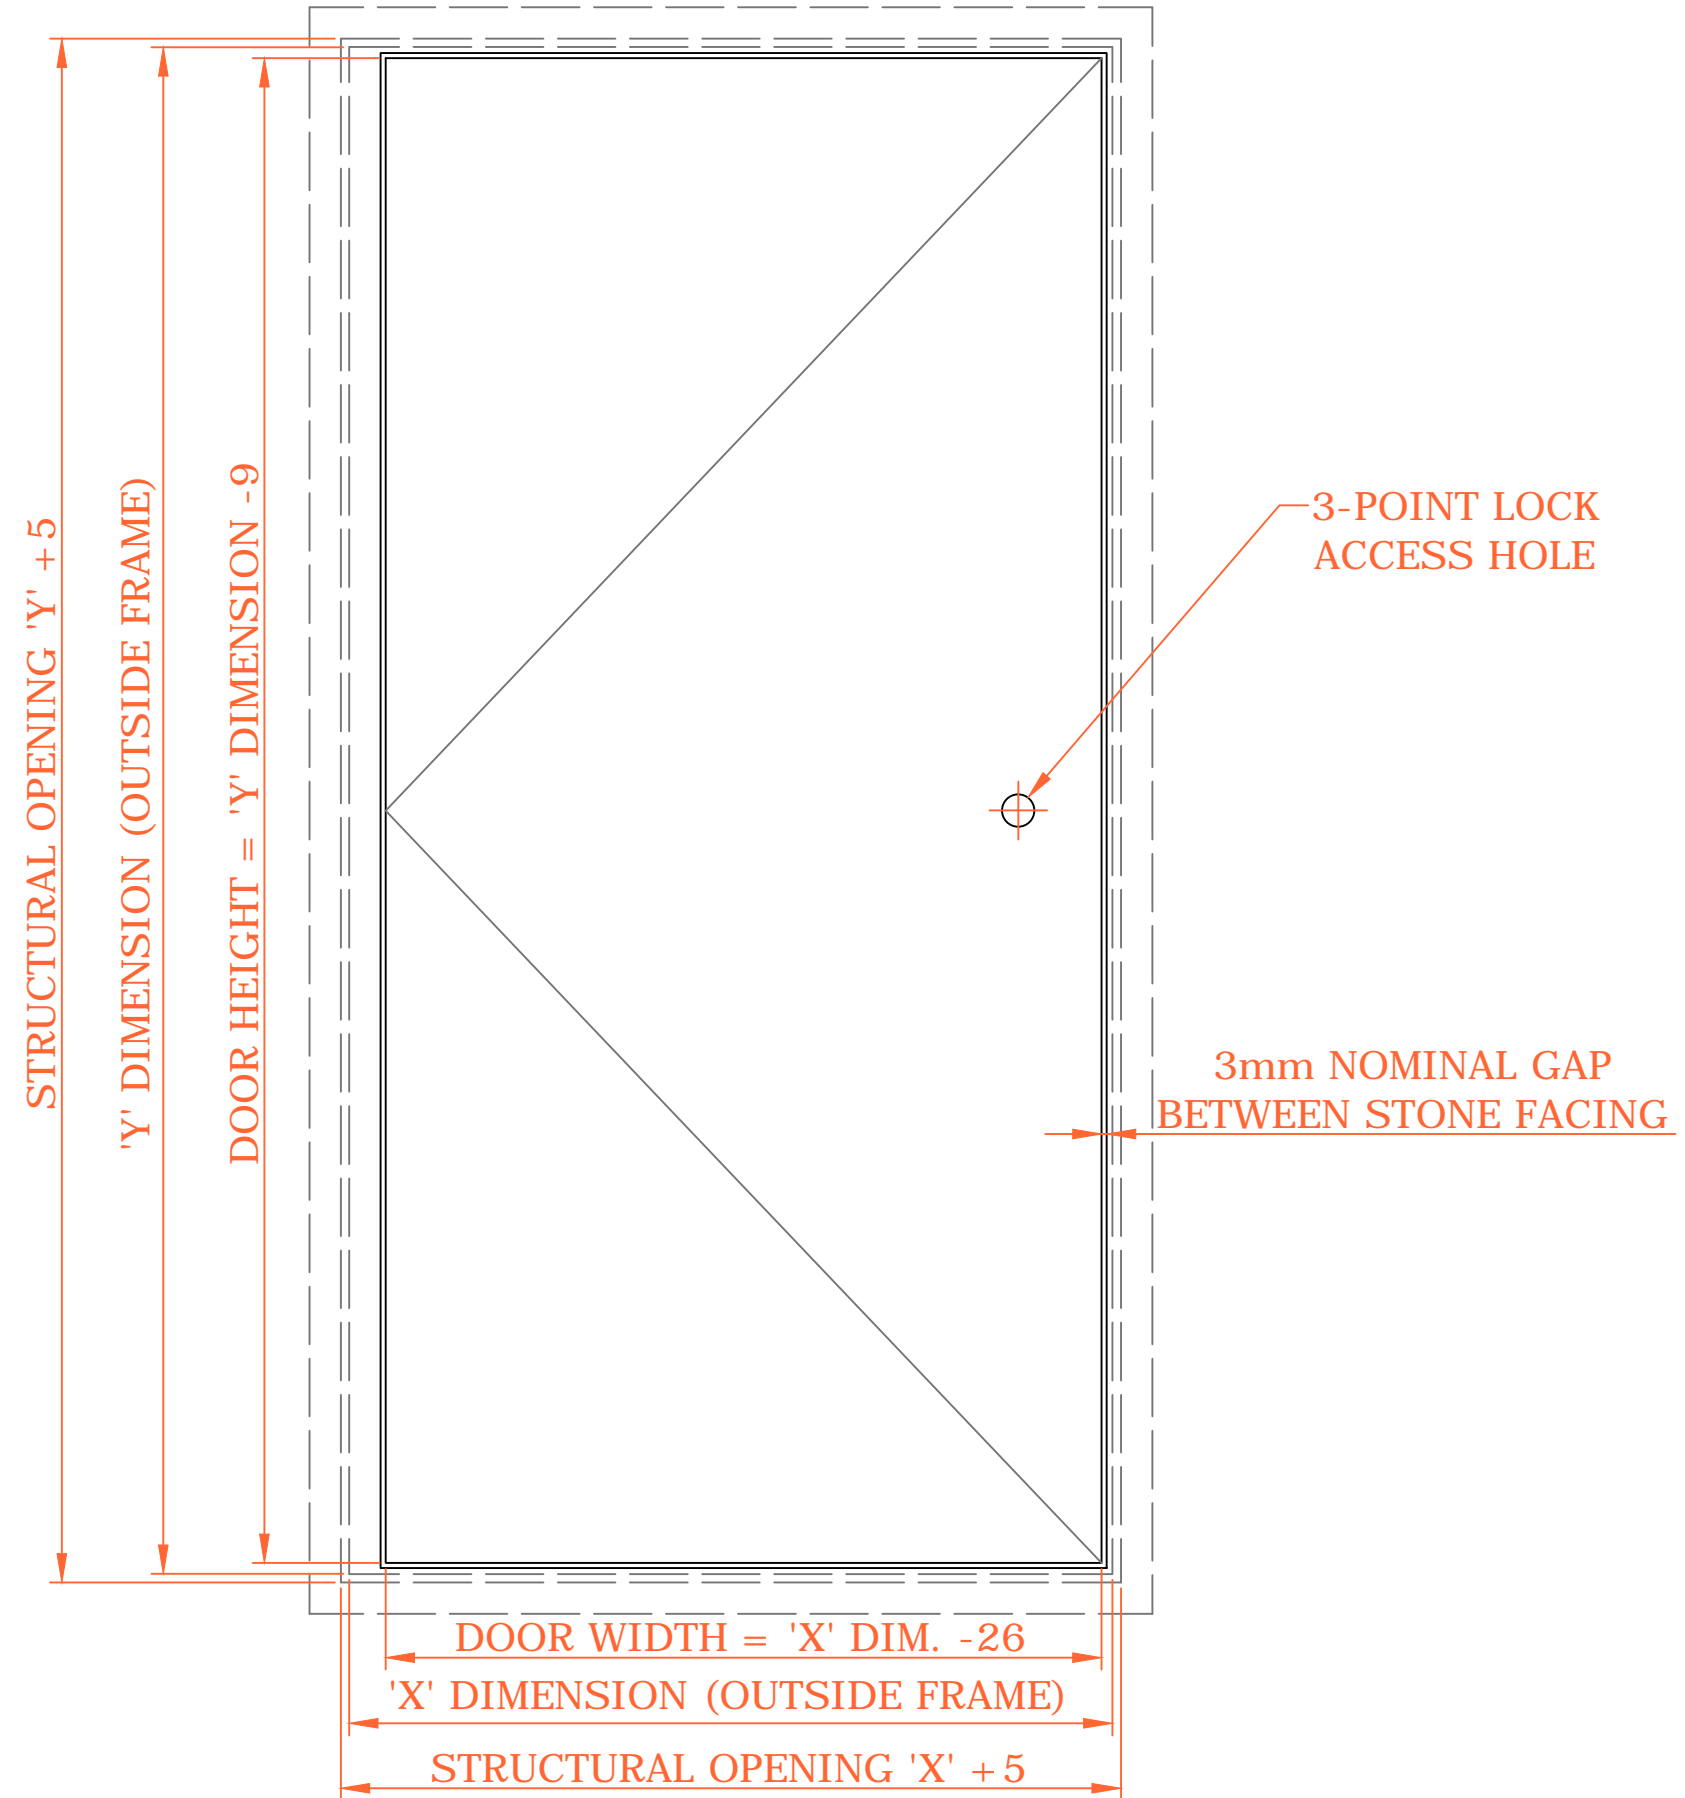 STRUCTURAL OPENING 'Y' +5
'Y' DIMENSION (OUTSIDE FRAME)
DOOR HEIGHT = 'Y' DIMENSION -9
3-POINT LOCK
ACCESS HOLE
3mm NOMINAL GAP
BETWEEN STONE FACING
DOOR WIDTH = 'X' DIM. -26
'X' DIMENSION (OUTSIDE FRAME)
STRUCTURAL OPENING 'X' +5